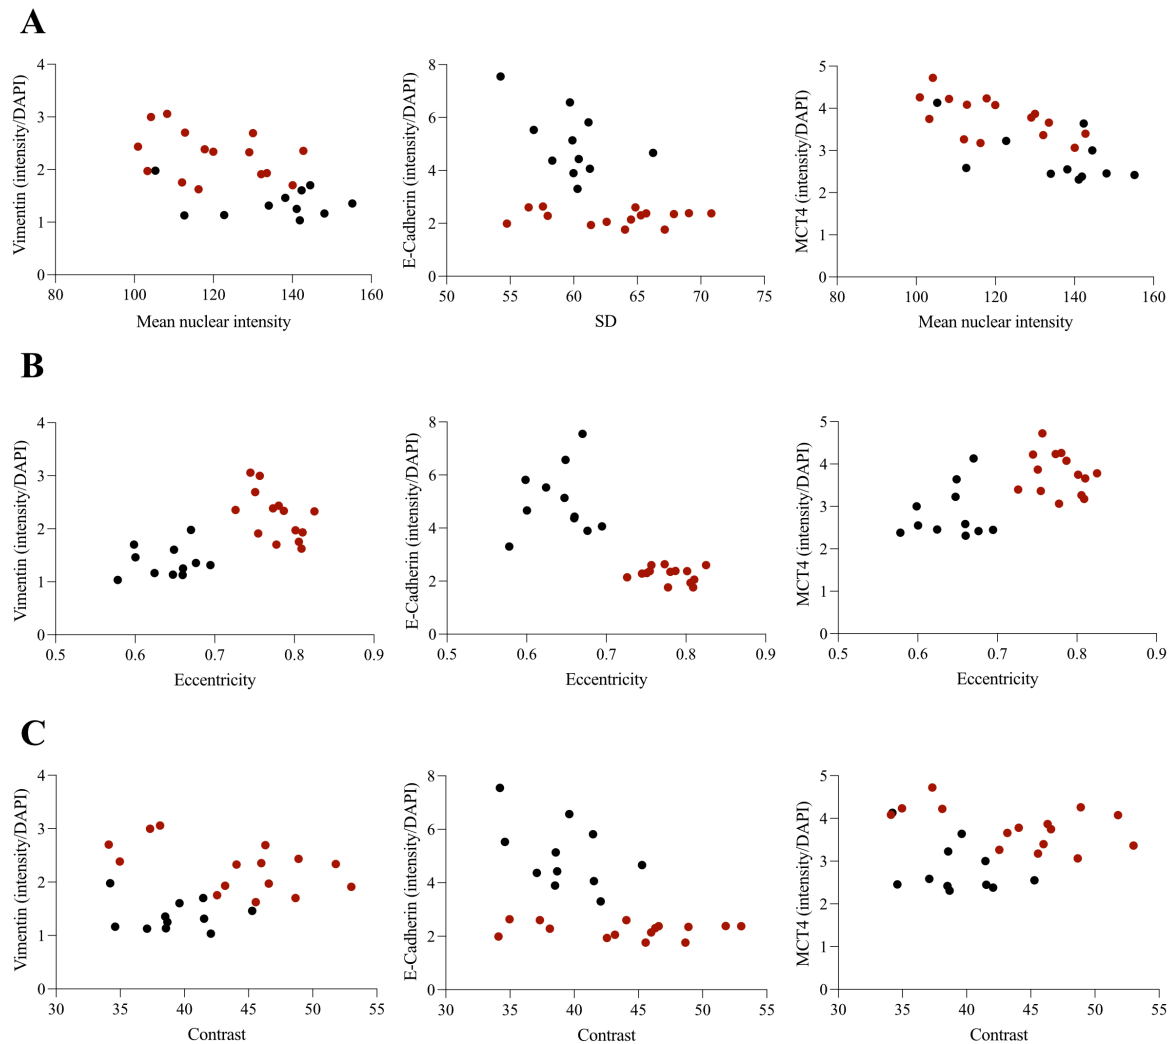 A
Vimentin (intensity/DAPI)
4
3
2
1
0
80 100 120 140 160
Mean nuclear intensity
E-Cadherin (intensity/DAPI)
8
6
4
2
0
50 55 60 65 70 75
SD
MCT4 (intensity/DAPI)
5
4
3
2
1
0
80 100 120 140 160
Mean nuclear intensity
B
Vimentin (intensity/DAPI)
4
3
2
1
0
0.5 0.6 0.7 0.8 0.9
Eccentricity
E-Cadherin (intensity/DAPI)
8
6
4
2
0
0.5 0.6 0.7 0.8 0.9
Eccentricity
MCT4 (intensity/DAPI)
5
4
3
2
1
0
0.5 0.6 0.7 0.8 0.9
Eccentricity
C
Vimentin (intensity/DAPI)
4
3
2
1
0
30 35 40 45 50 55
Contrast
E-Cadherin (intensity/DAPI)
8
6
4
2
0
30 35 40 45 50 55
Contrast
MCT4 (intensity/DAPI)
5
4
3
2
1
0
30 35 40 45 50 55
Contrast